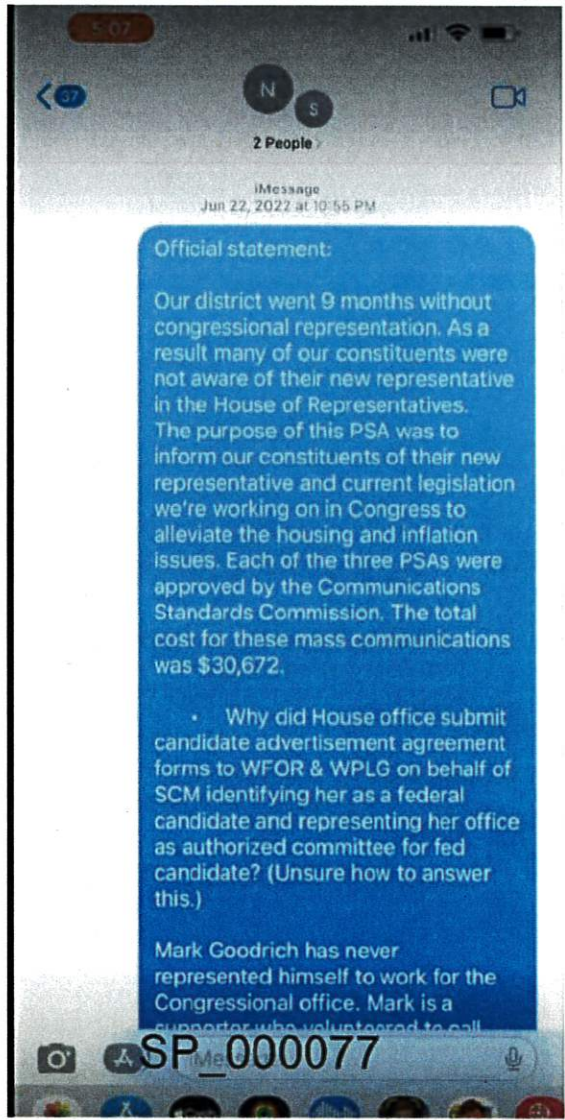 5:07
37
N
S
2 People
iMessage
Jun 22, 2022 at 10:55 PM
Official statement:
Our district went 9 months without
congressional representation. As a
result many of our constituents were
not aware of their new representative
in the House of Representatives.
The purpose of this PSA was to
inform our constituents of their new
representative and current legislation
we're working on in Congress to
alleviate the housing and inflation
issues. Each of the three PSAs were
approved by the Communications
Standards Commission. The total
cost for these mass communications
was $30,672.
• Why did House office submit
candidate advertisement agreement
forms to WFOR & WPLG on behalf of
SCM identifying her as a federal
candidate and representing her office
as authorized committee for fed
candidate? (Unsure how to answer
this.)
Mark Goodrich has never
represented himself to work for the
Congressional office. Mark is a
supporter who volunteered to call
SP_000077